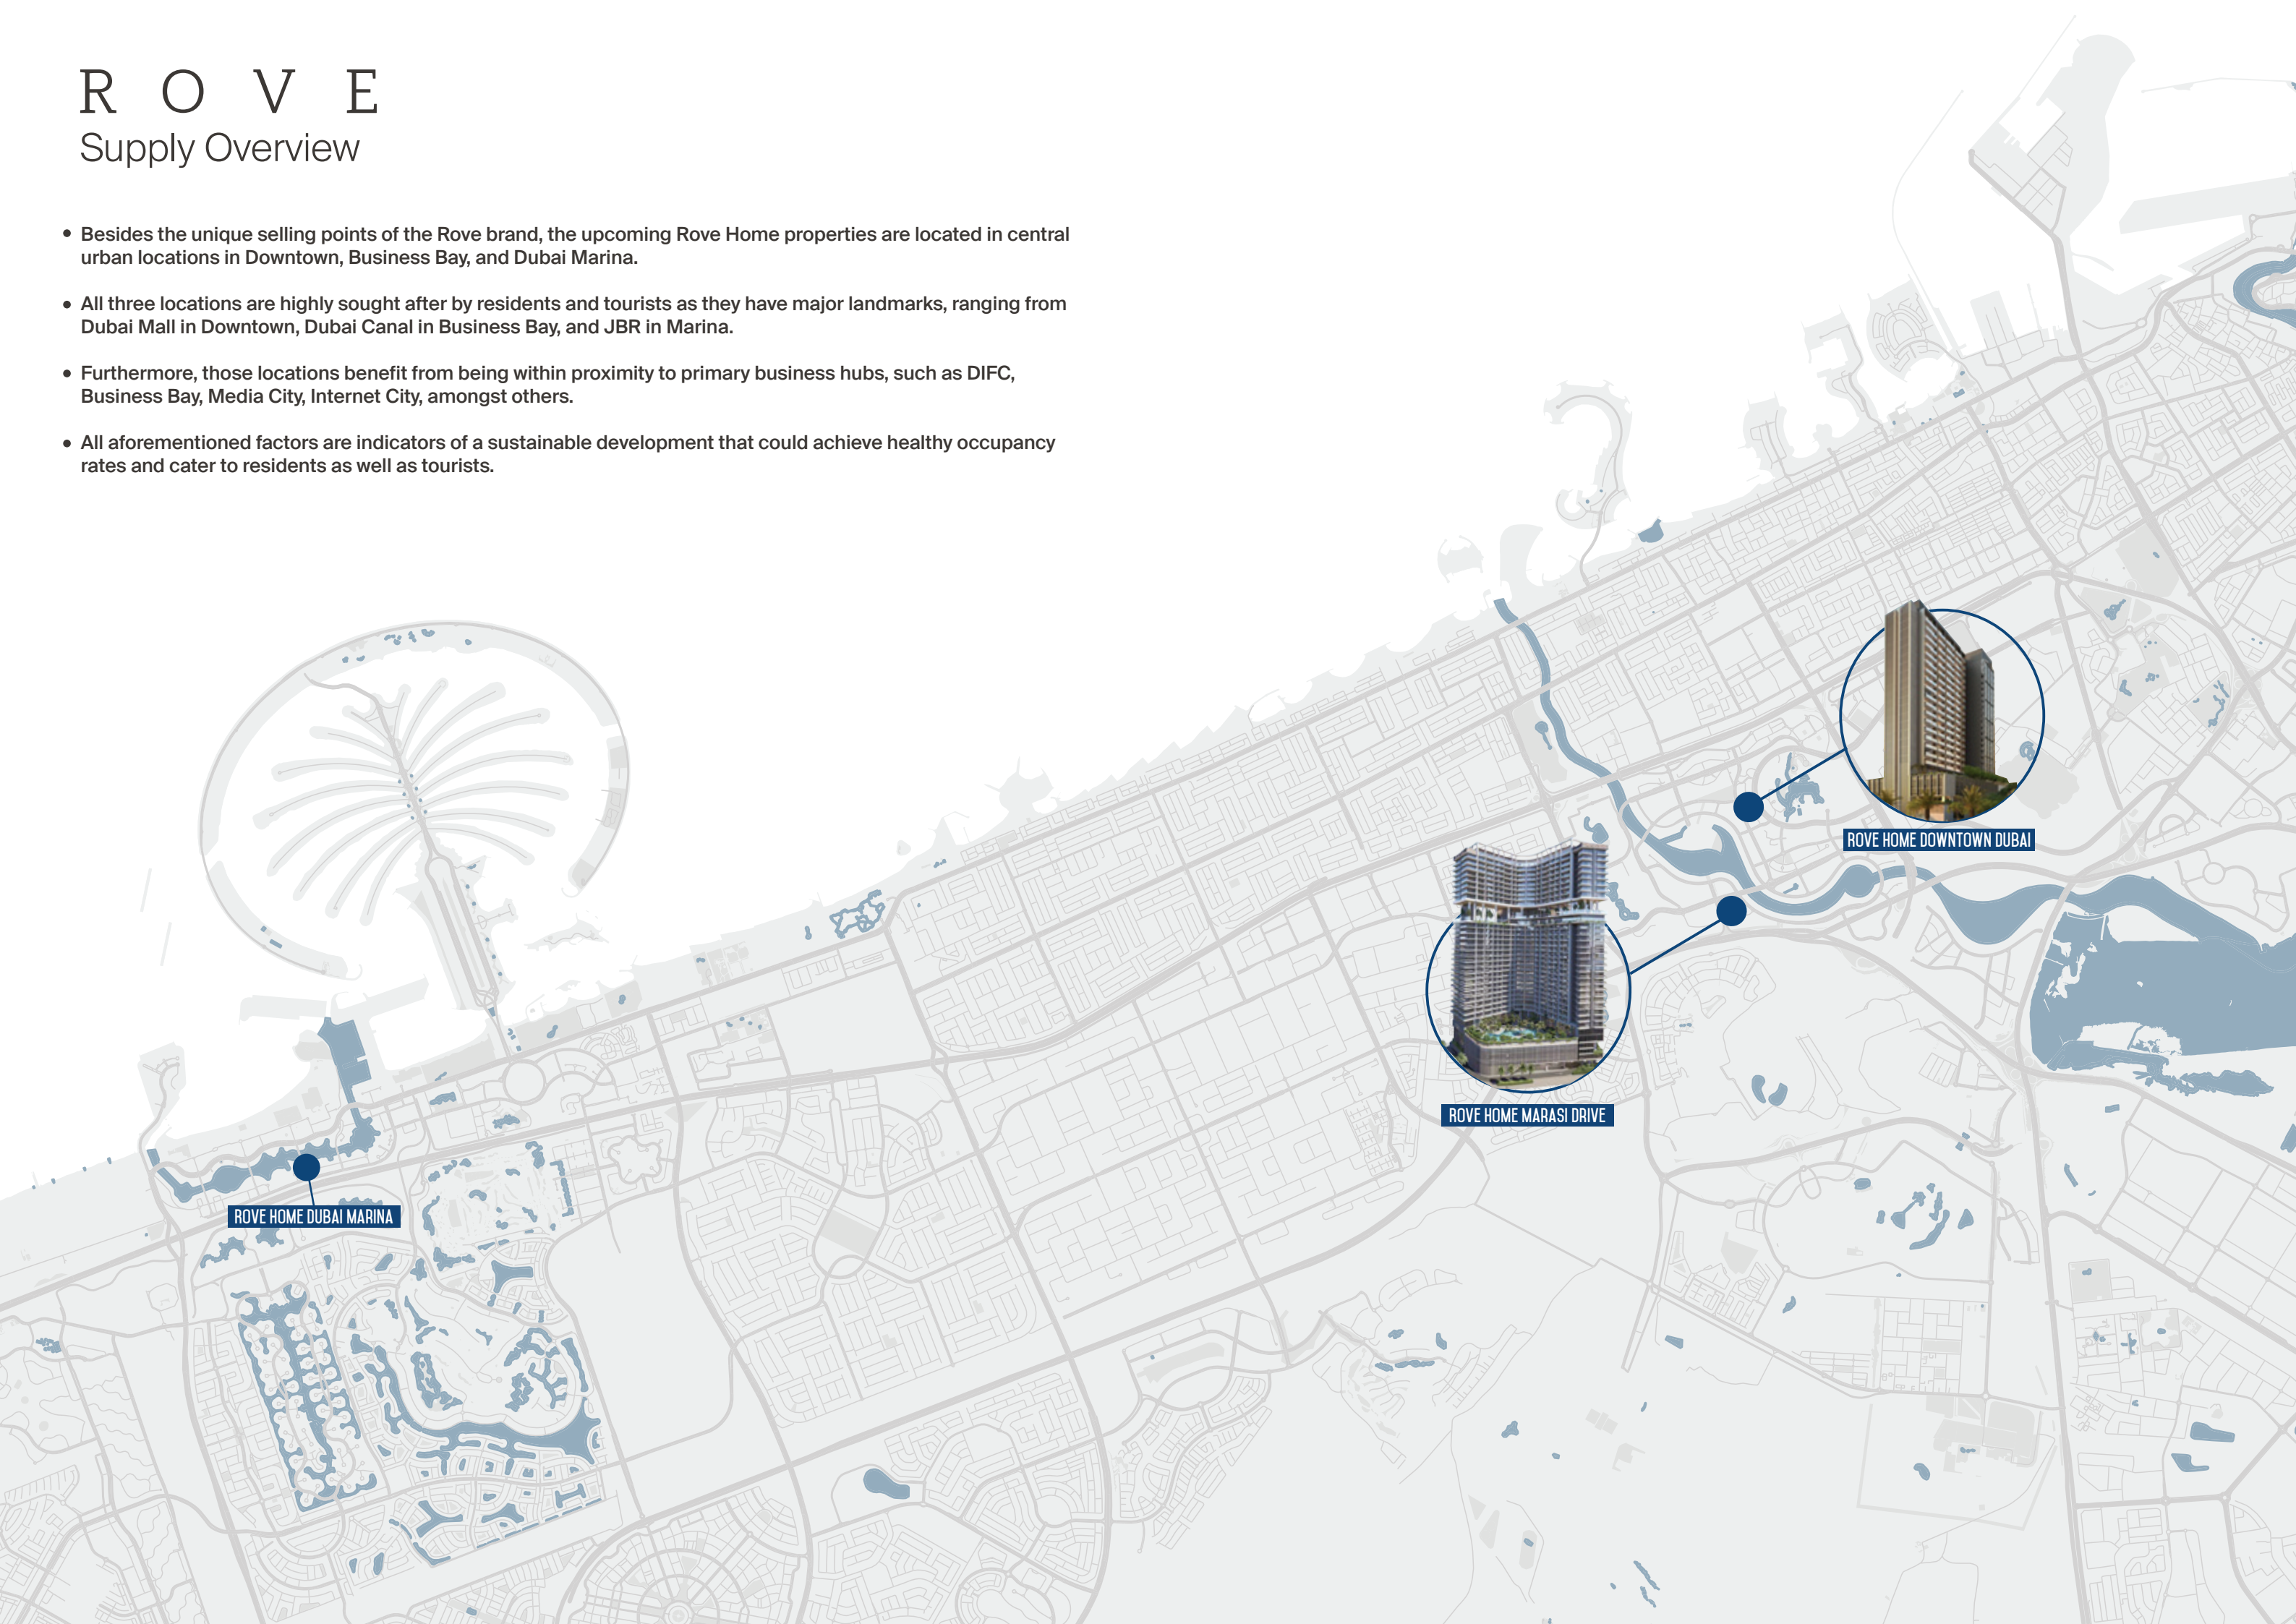 R O V E
Supply Overview
• Besides the unique selling points of the Rove brand, the upcoming Rove Home properties are located in central
urban locations in Downtown, Business Bay, and Dubai Marina.
• All three locations are highly sought after by residents and tourists as they have major landmarks, ranging from
Dubai Mall in Downtown, Dubai Canal in Business Bay, and JBR in Marina.
• Furthermore, those locations benefit from being within proximity to primary business hubs, such as DIFC,
Business Bay, Media City, Internet City, amongst others.
• All aforementioned factors are indicators of a sustainable development that could achieve healthy occupancy
rates and cater to residents as well as tourists.
ROVE HOME DOWNTOWN DUBAI
ROVE HOME MARASI DRIVE
ROVE HOME DUBAI MARINA